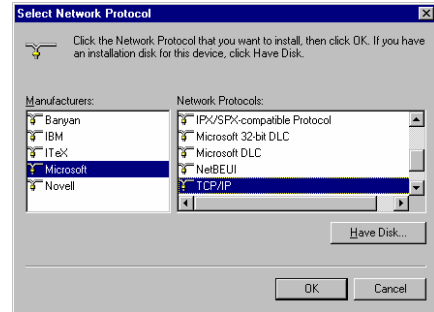 Select Network Protocol
Click the Network Protocol that you want to install, then click OK. If you have
an installation disk for this device, click Have Disk.
Manufacturers:
Banyan
IBM
ITeX
Microsoft
Novell
Network Protocols:
IPX/SPX-compatible Protocol
Microsoft 32-bit DLC
Microsoft DLC
NetBEUI
TCP/IP
Have Disk...
OK
Cancel